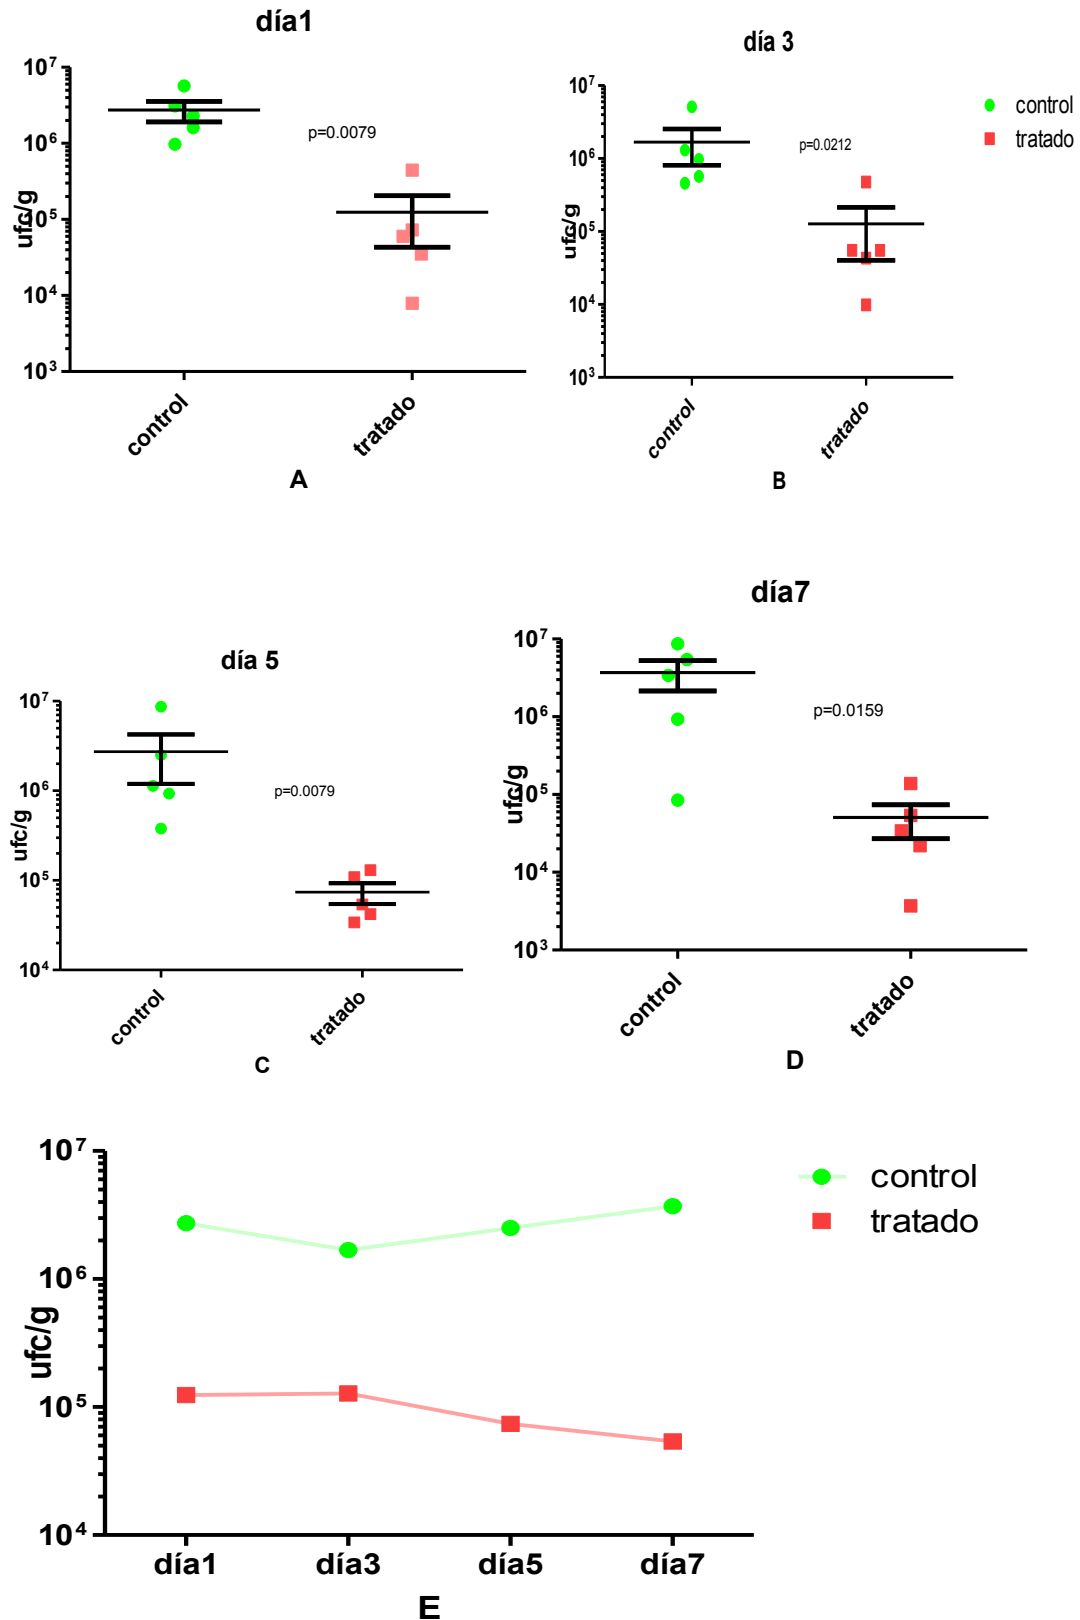 día1
10⁷
10⁶
10⁵
10⁴
10³
ufc/g
p=0.0079
control
tratado
A
día 3
10⁷
10⁶
10⁵
10⁴
10³
ufc/g
p=0.0212
control
tratado
B
control
tratado
día 5
10⁷
10⁶
10⁵
10⁴
ufc/g
p=0.0079
control
tratado
C
día7
10⁷
10⁶
10⁵
10⁴
10³
ufc/g
p=0.0159
control
tratado
D
10⁷
10⁶
10⁵
10⁴
ufc/g
control
tratado
día1 día3 día5 día7
E